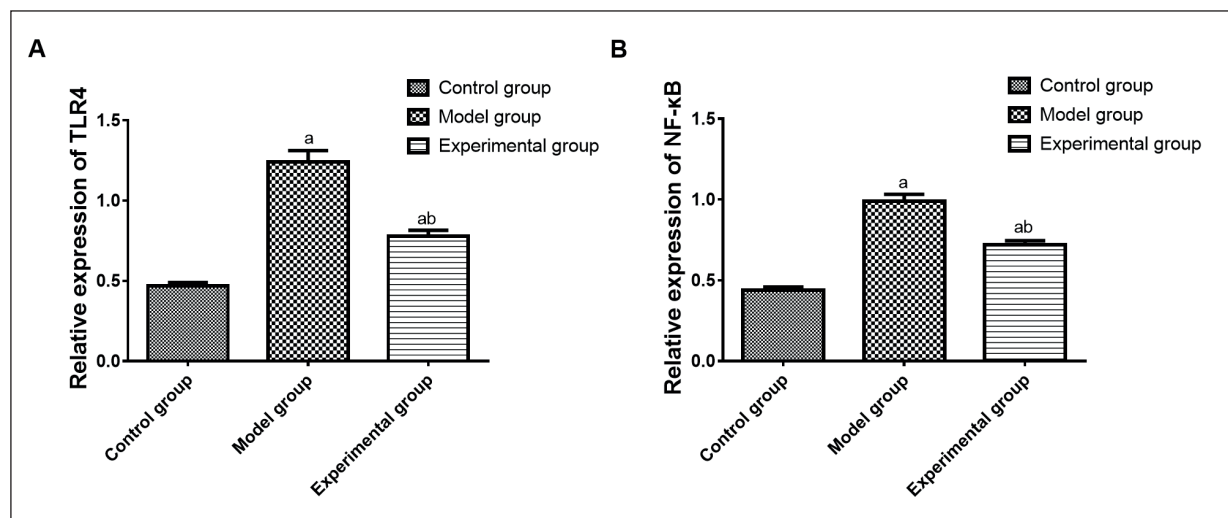 A
Relative expression of TLR4
1.5
1.0
0.5
0.0
a
ab
Control group
Model group
Experimental group
Control group
Model group
Experimental group
B
Relative expression of NF-κB
1.5
1.0
0.5
0.0
a
ab
Control group
Model group
Experimental group
Control group
Model group
Experimental group